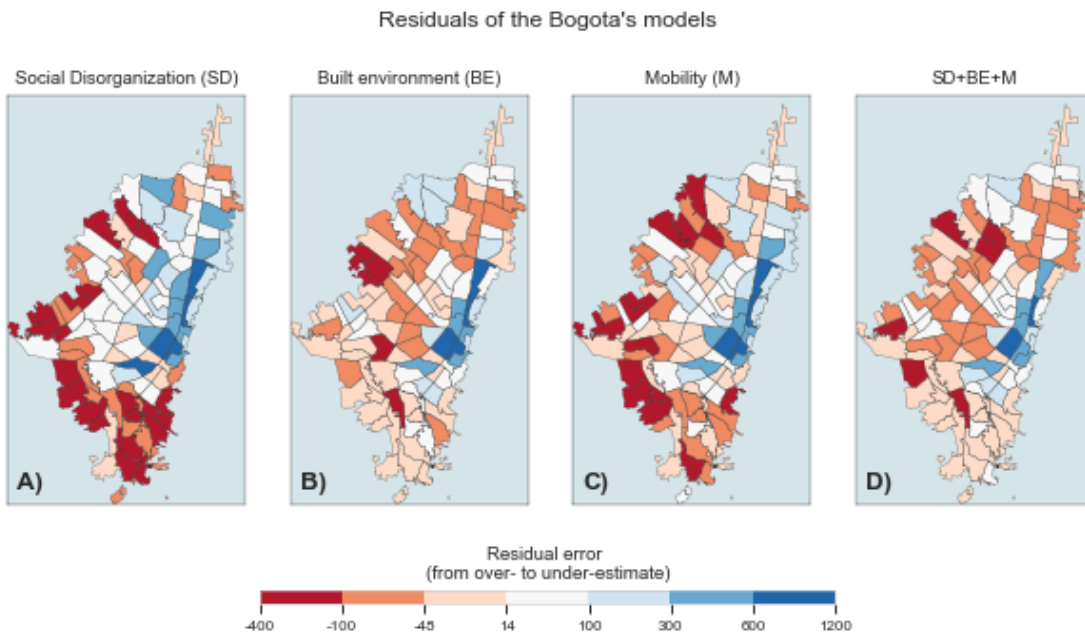 Residuals of the Bogota's models
Social Disorganization (SD)
Built environment (BE)
Mobility (M)
SD+BE+M
A)
B)
C)
D)
Residual error
(from over- to under-estimate)
-400 -100 -45 14 100 300 600 1200